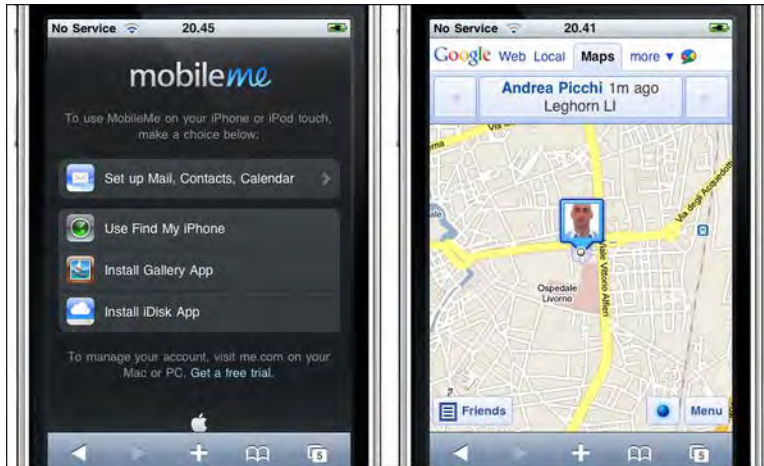 No Service 20.45
mobileme
To use MobileMe on your iPhone or iPod touch,
make a choice below:
Set up Mail, Contacts, Calendar
Use Find My iPhone
Install Gallery App
Install iDisk App
To manage your account, visit me.com on your
Mac or PC. Get a free trial.
5
No Service 20.41
Google Web Local Maps more ▼
Andrea Picchi 1m ago
Leghorn LI
Via degli Acquedotti
Viale Vittorio Alfieri
Ospedale
Livorno
Friends
Menu
5